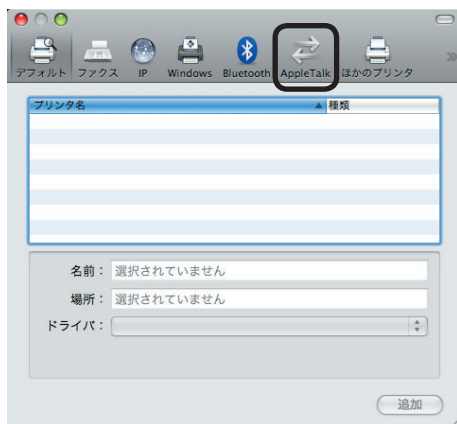 デフォルト ファクス IP Windows Bluetooth AppleTalk ほかのプリンタ
プリンタ名 種類
名前： 選択されていません
場所： 選択されていません
ドライバ：
追加